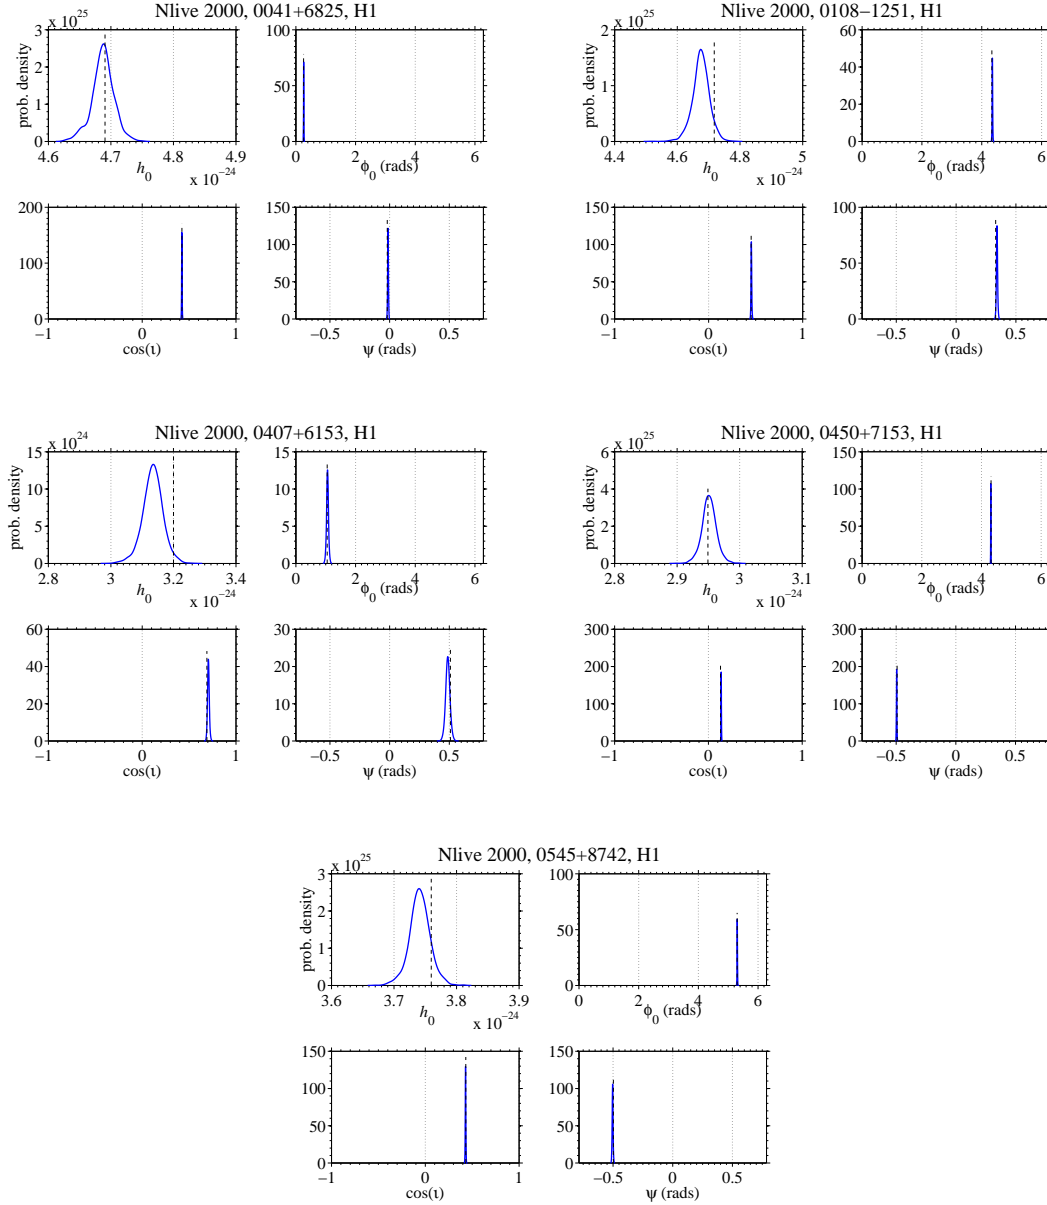 Nlive 2000, 0041+6825, H1
x 10^25
prob. density
3
2
1
0
4.6 4.7 4.8 4.9
h_0
x 10^−24
100
50
0
0 2 4 6
ϕ_0 (rads)
200
100
0
−1 0 1
cos(ι)
150
100
50
0
−0.5 0 0.5
ψ (rads)
Nlive 2000, 0108−1251, H1
x 10^25
prob. density
2
1
0
4.4 4.6 4.8 5
h_0
x 10^−24
60
40
20
0
0 2 4 6
ϕ_0 (rads)
150
100
50
0
−1 0 1
cos(ι)
100
50
0
−0.5 0 0.5
ψ (rads)
Nlive 2000, 0407+6153, H1
x 10^24
prob. density
15
10
5
0
2.8 3 3.2 3.4
h_0
x 10^−24
15
10
5
0
0 2 4 6
ϕ_0 (rads)
60
40
20
0
−1 0 1
cos(ι)
30
20
10
0
−0.5 0 0.5
ψ (rads)
Nlive 2000, 0450+7153, H1
x 10^25
prob. density
6
4
2
0
2.8 2.9 3 3.1
h_0
x 10^−24
150
100
50
0
0 2 4 6
ϕ_0 (rads)
300
200
100
0
−1 0 1
cos(ι)
300
200
100
0
−0.5 0 0.5
ψ (rads)
Nlive 2000, 0545+8742, H1
x 10^25
prob. density
3
2
1
0
3.6 3.7 3.8 3.9
h_0
x 10^−24
100
50
0
0 2 4 6
ϕ_0 (rads)
150
100
50
0
−1 0 1
cos(ι)
150
100
50
0
−0.5 0 0.5
ψ (rads)